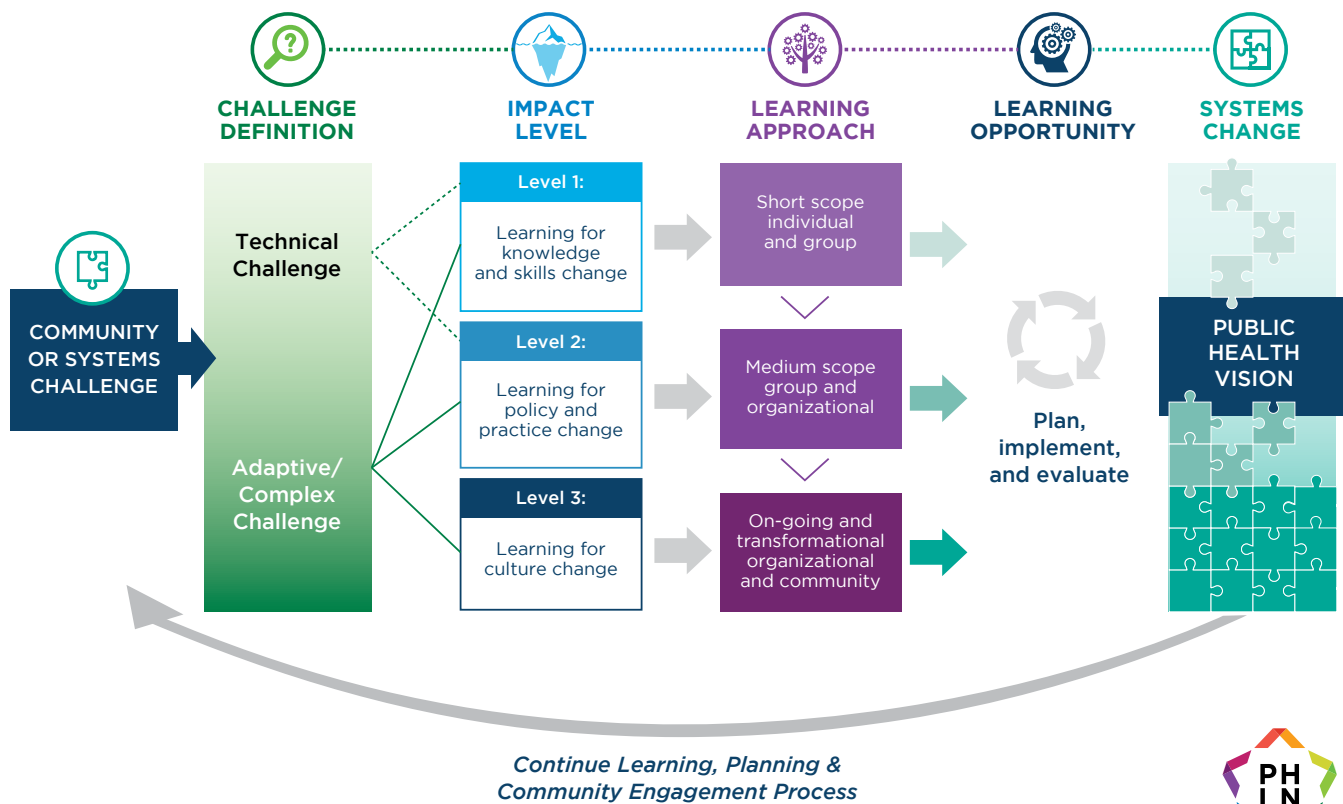 CHALLENGE
DEFINITION
IMPACT
LEVEL
LEARNING
APPROACH
LEARNING
OPPORTUNITY
SYSTEMS
CHANGE
COMMUNITY
OR SYSTEMS
CHALLENGE
Technical
Challenge
Adaptive/
Complex
Challenge
Level 1:
Learning for
knowledge
and skills change
Level 2:
Learning for
policy and
practice change
Level 3:
Learning for
culture change
Short scope
individual
and group
Medium scope
group and
organizational
On-going and
transformational
organizational
and community
Plan,
implement,
and evaluate
PUBLIC
HEALTH
VISION
Continue Learning, Planning &
Community Engagement Process
PH
LN